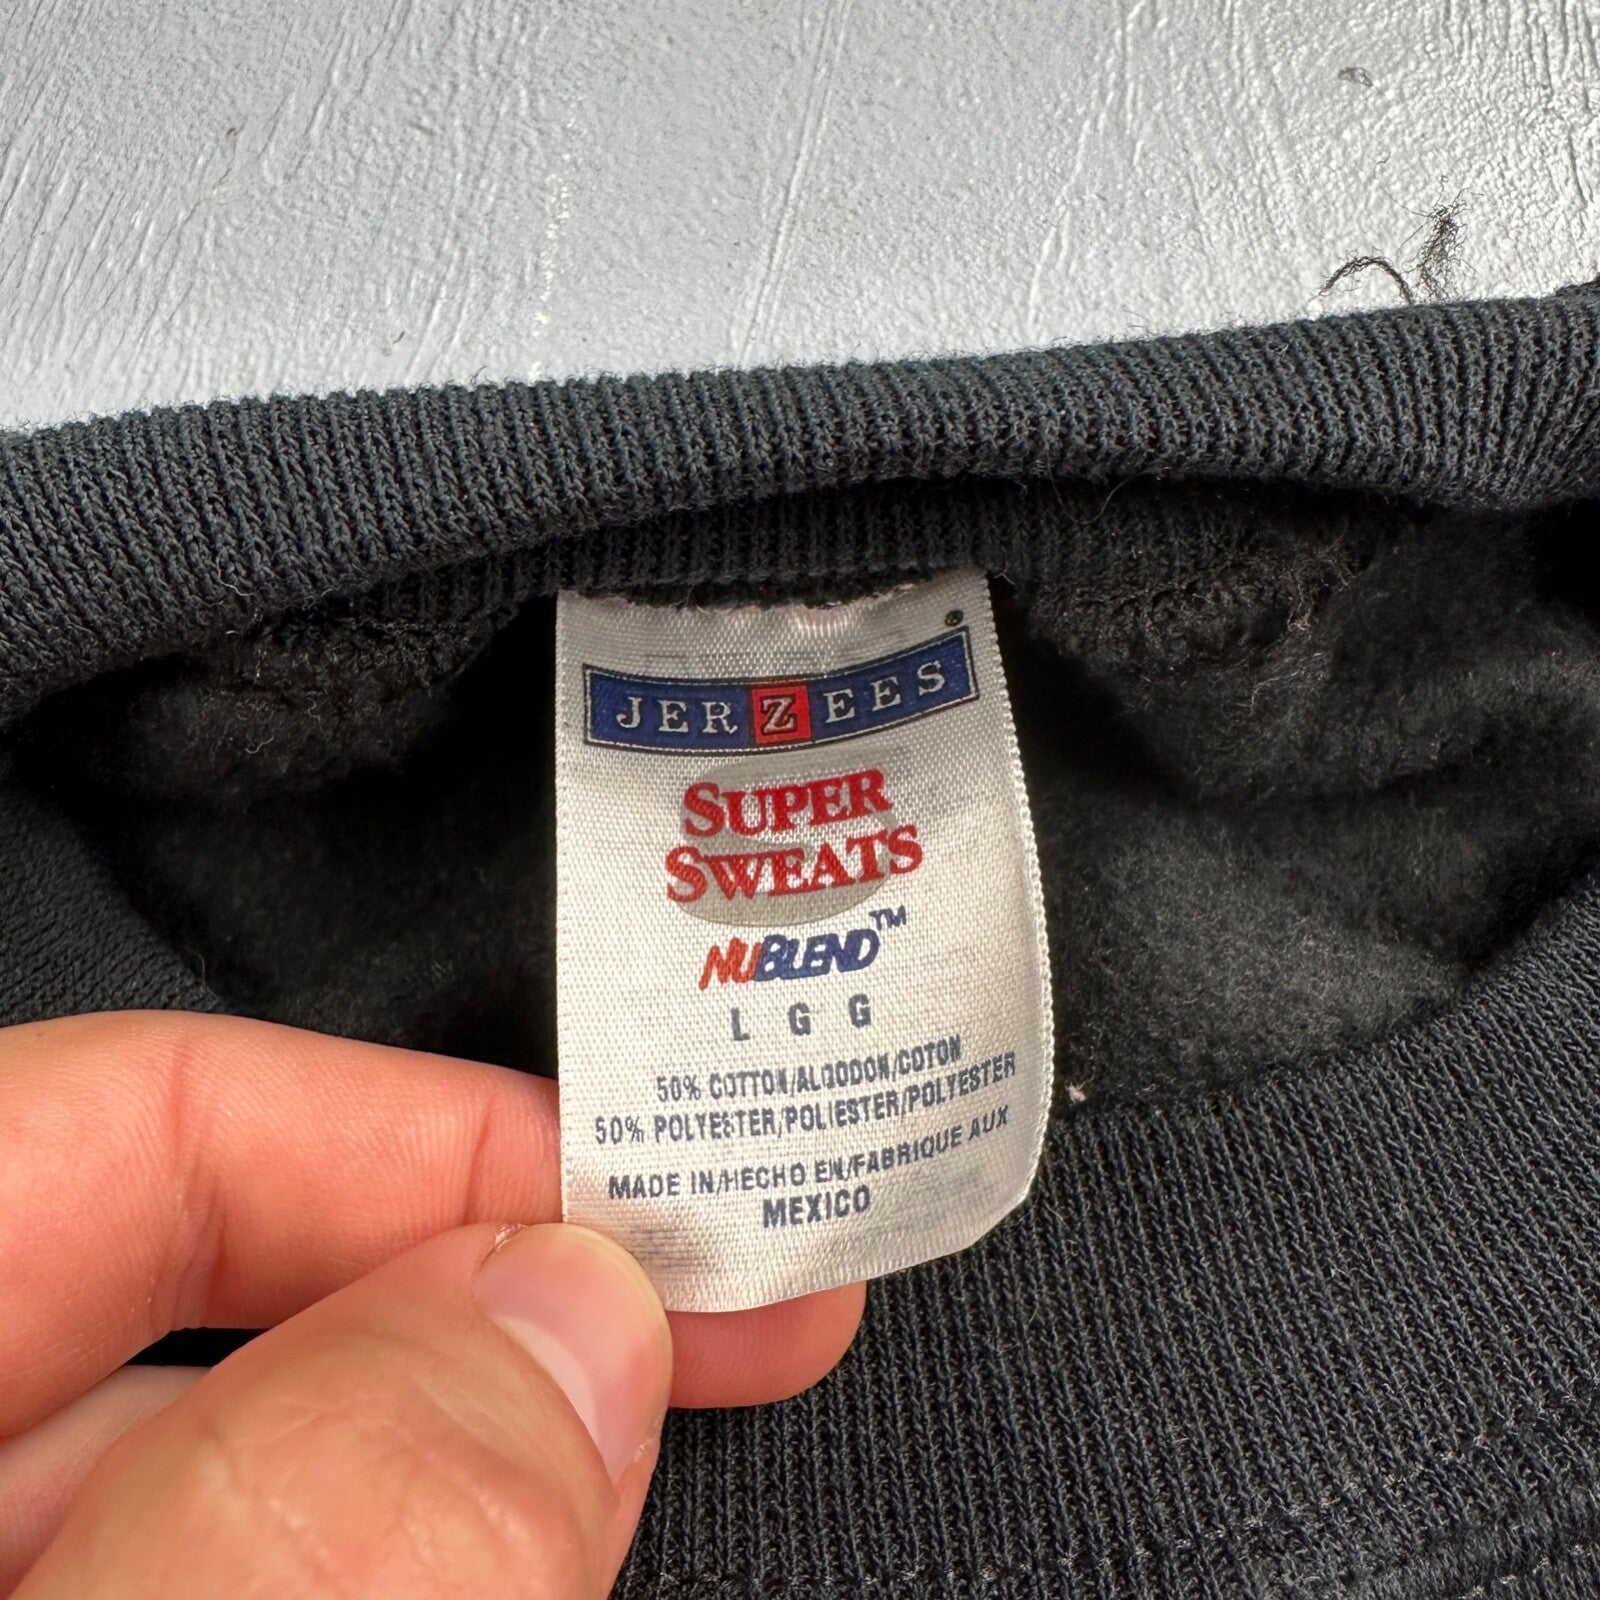 JERZEES®
SUPER
SWEATS
NUBLEND™
L G G
50% COTTON/ALGODON/COTON
50% POLYESTER/POLIESTER/POLYESTER
MADE IN/HECHO EN/FABRIQUE AUX
MEXICO